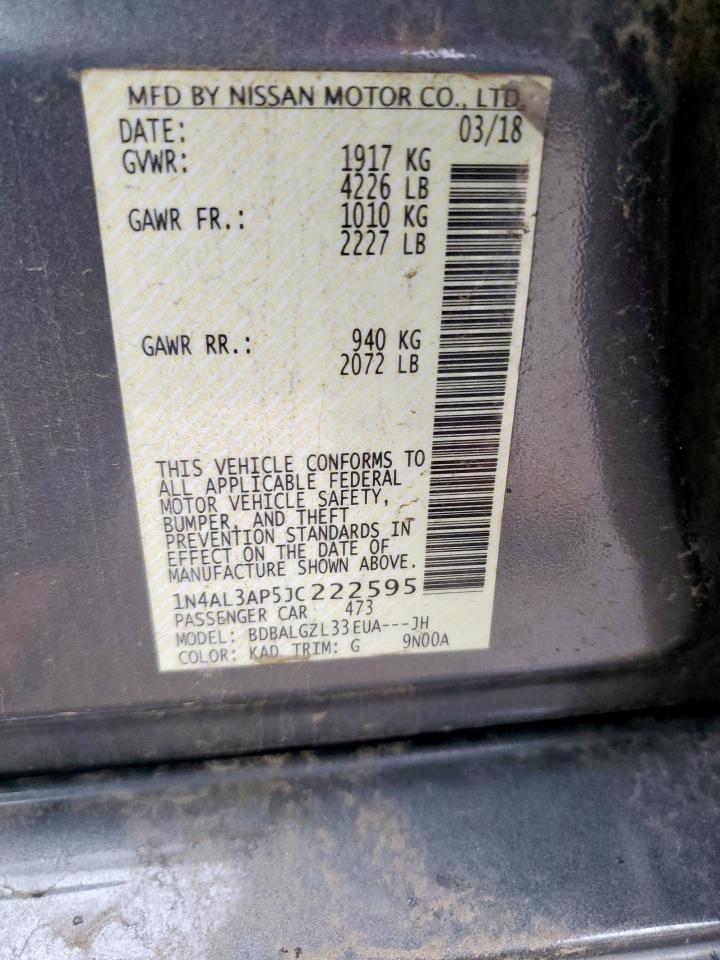 MFD BY NISSAN MOTOR CO., LTD.
DATE: 03/18
GVWR: 1917 KG
4226 LB
GAWR FR.: 1010 KG
2227 LB
GAWR RR.: 940 KG
2072 LB
THIS VEHICLE CONFORMS TO
ALL APPLICABLE FEDERAL
MOTOR VEHICLE SAFETY,
BUMPER, AND THEFT
PREVENTION STANDARDS IN
EFFECT ON THE DATE OF
MANUFACTURE SHOWN ABOVE.
1N4AL3AP5JC222595
PASSENGER CAR 473
MODEL: BDBALGZL33EUA---JH
COLOR: KAD TRIM: G 9N00A